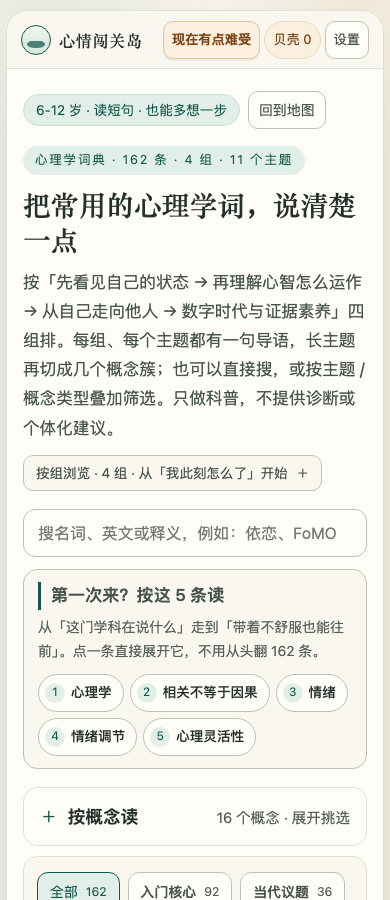 心情闯关岛
现在有点难受
贝壳 0
设置
6-12 岁 · 读短句 · 也能多想一步
回到地图
心理学词典 · 162 条 · 4 组 · 11 个主题
把常用的心理学词，说清楚
一点
按「先看见自己的状态 → 再理解心智怎么运作
→ 从自己走向他人 → 数字时代与证据素养」四
组排。每组、每个主题都有一句导语，长主题
再切成几个概念簇；也可以直接搜，或按主题 /
概念类型叠加筛选。只做科普，不提供诊断或
个体化建议。
按组浏览 · 4 组 · 从「我此刻怎么了」开始 +
搜名词、英文或释义，例如：依恋、FoMO
第一次来？按这 5 条读
从「这门学科在说什么」走到「带着不舒服也能往
前」。点一条直接展开它，不用从头翻 162 条。
1 心理学
2 相关不等于因果
3 情绪
4 情绪调节
5 心理灵活性
+ 按概念读
16 个概念 · 展开挑选
全部 162
入门核心 92
当代议题 36